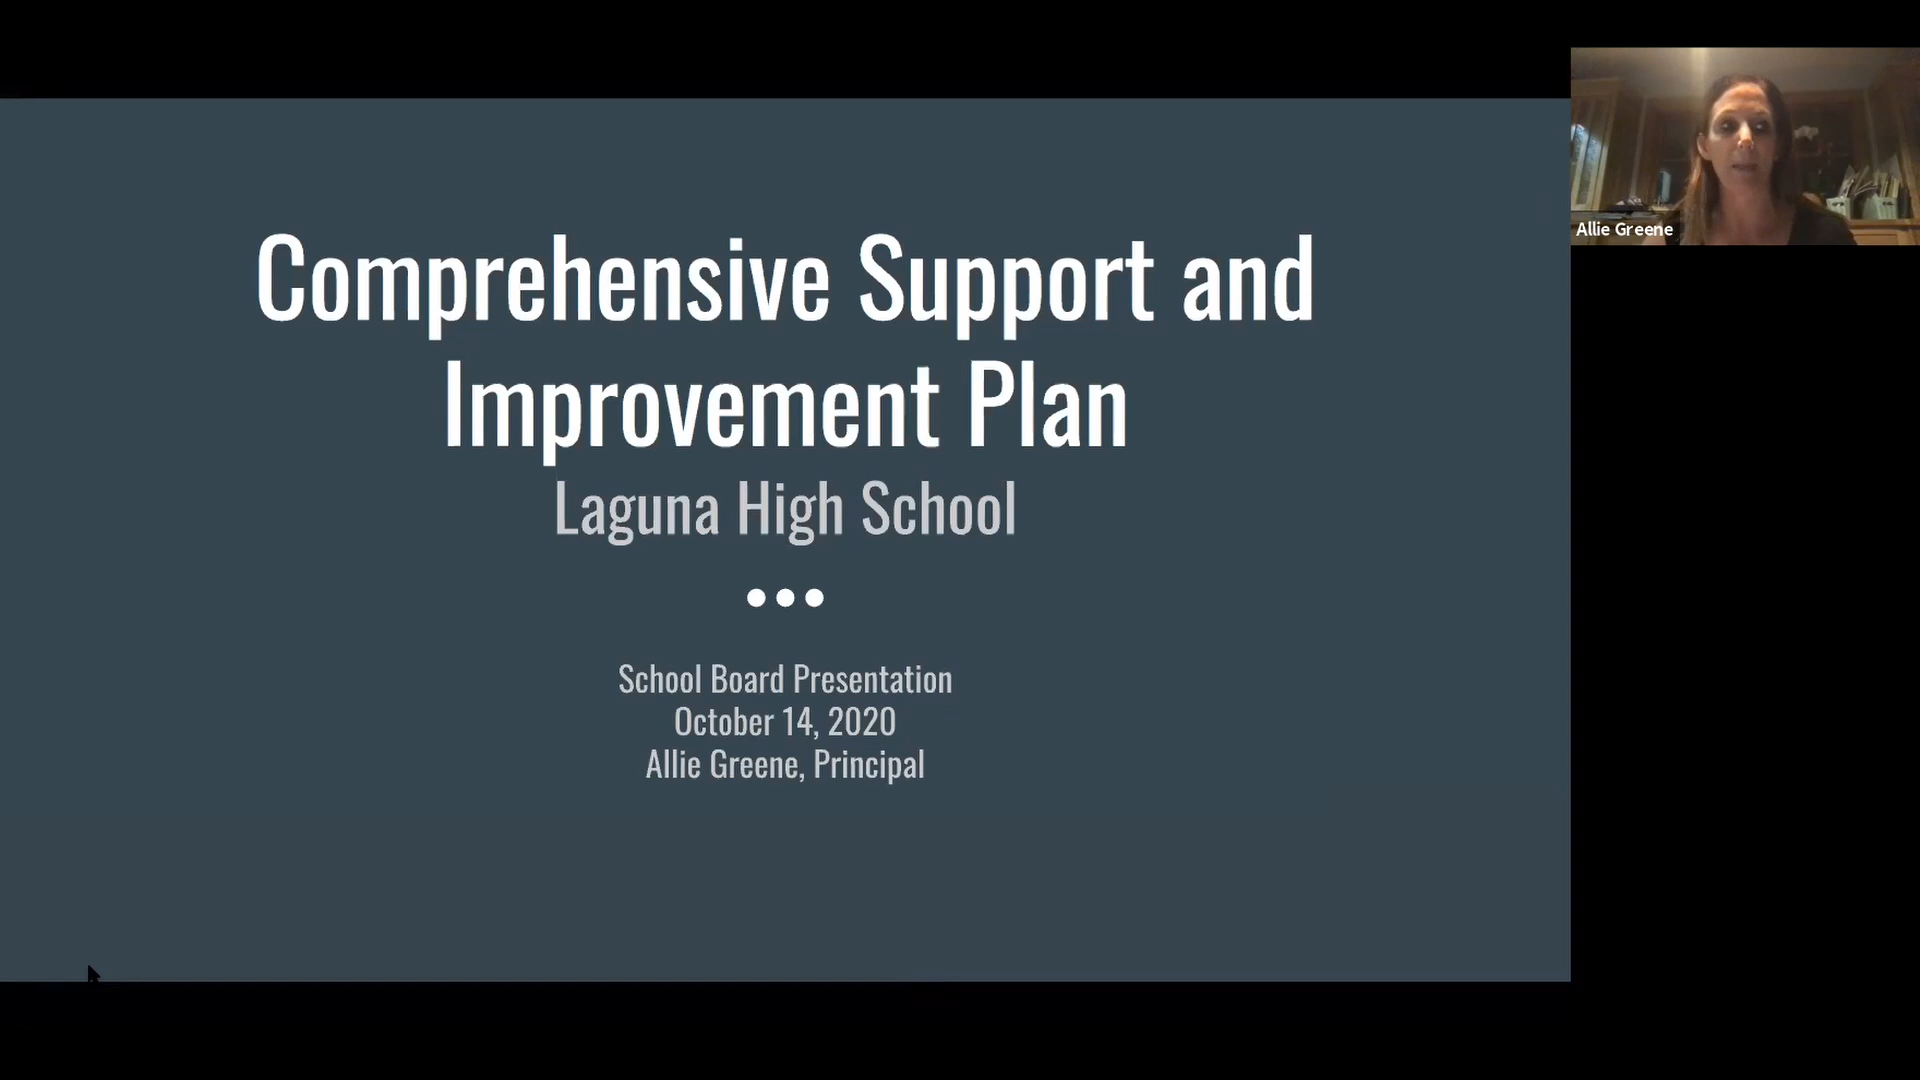 Comprehensive Support and
Improvement Plan
Laguna High School
School Board Presentation
October 14, 2020
Allie Greene, Principal
Allie Greene